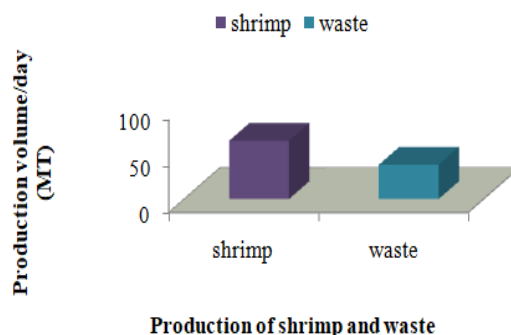 shrimp waste
Production volume/day
(MT)
100
50
0
shrimp waste
Production of shrimp and waste